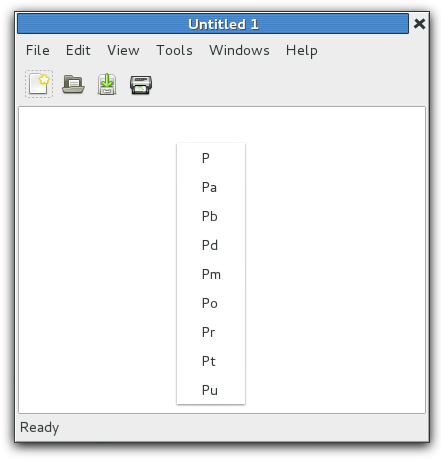 Untitled 1
File Edit View Tools Windows Help
P
Pa
Pb
Pd
Pm
Po
Pr
Pt
Pu
Ready